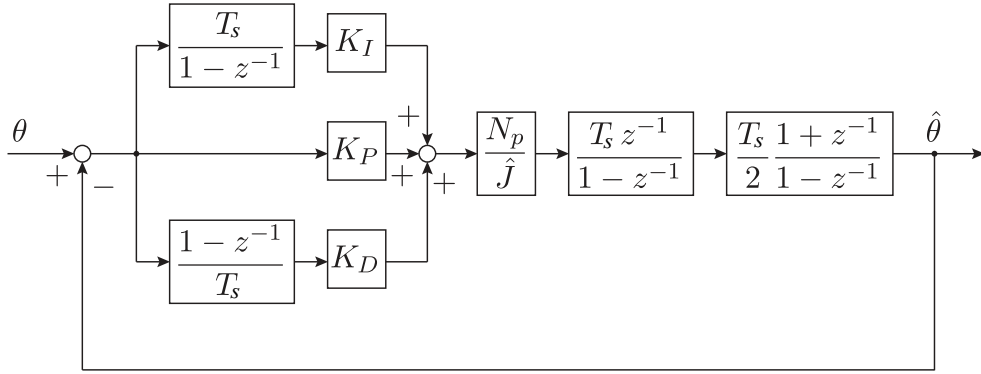 T_s / (1 − z^{-1})
K_I
θ
+
−
K_P
+
+
+
N_p / Ĵ
T_s z^{-1} / (1 − z^{-1})
T_s / 2 (1 + z^{-1}) / (1 − z^{-1})
θ̂
(1 − z^{-1}) / T_s
K_D